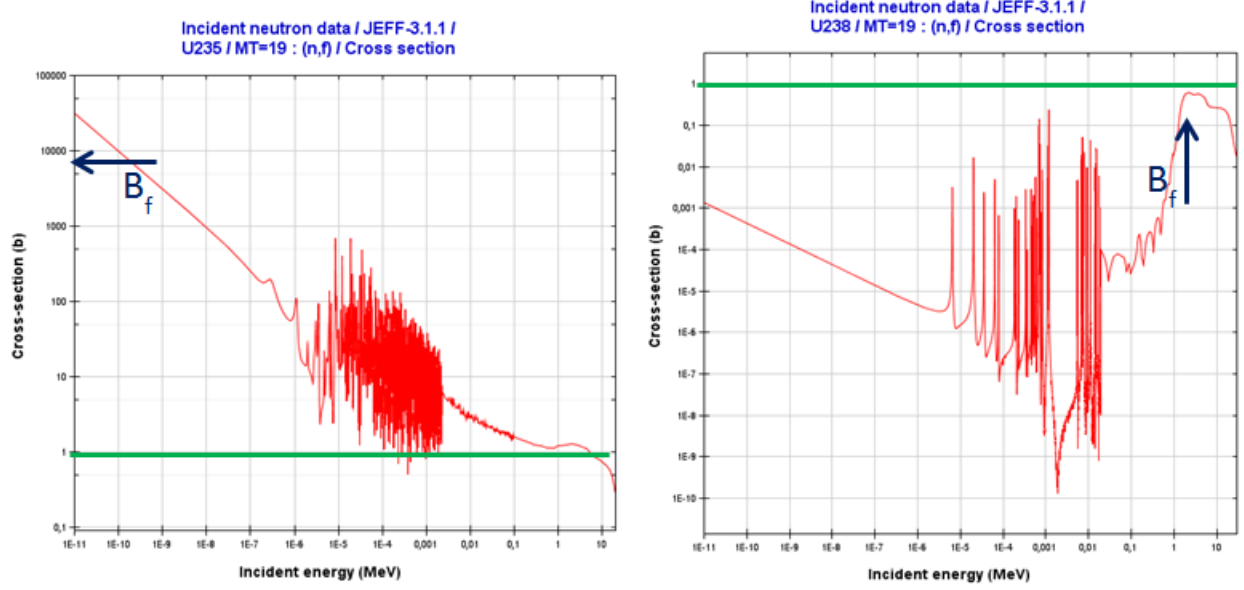 Incident neutron data / JEFF-3.1.1 /
U235 / MT=19 : (n,f) / Cross section
100000
10000
1000
100
10
1
0,1
Cross-section (b)
B_f
1E-11 1E-10 1E-9 1E-8 1E-7 1E-6 1E-5 1E-4 0,001 0,01 0,1 1 10
Incident energy (MeV)
Incident neutron data / JEFF-3.1.1 /
U238 / MT=19 : (n,f) / Cross section
1
0,1
0,01
0,001
1E-4
1E-5
1E-6
1E-7
1E-8
1E-9
1E-10
Cross-section (b)
B_f
1E-11 1E-10 1E-9 1E-8 1E-7 1E-6 1E-5 1E-4 0,001 0,01 0,1 1 10
Incident energy (MeV)